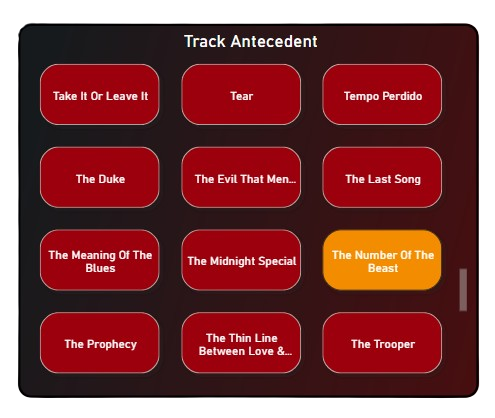 Track Antecedent
Take It Or Leave It
Tear
Tempo Perdido
The Duke
The Evil That Men...
The Last Song
The Meaning Of The
Blues
The Midnight Special
The Number Of The
Beast
The Prophecy
The Thin Line
Between Love &...
The Trooper